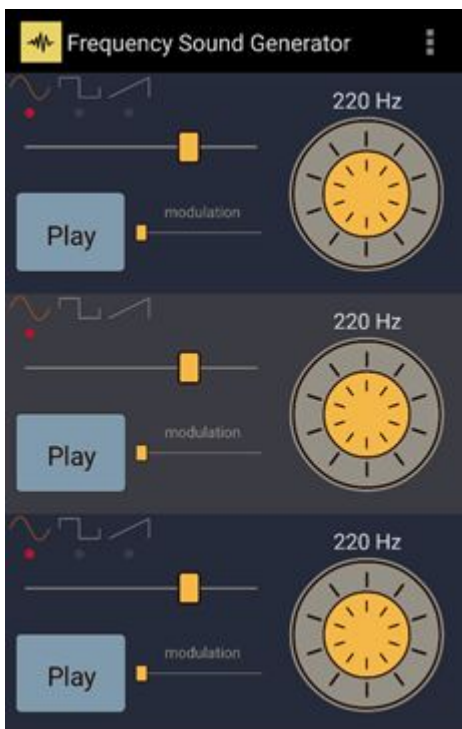 Frequency Sound Generator
220 Hz
modulation
Play
220 Hz
modulation
Play
220 Hz
modulation
Play